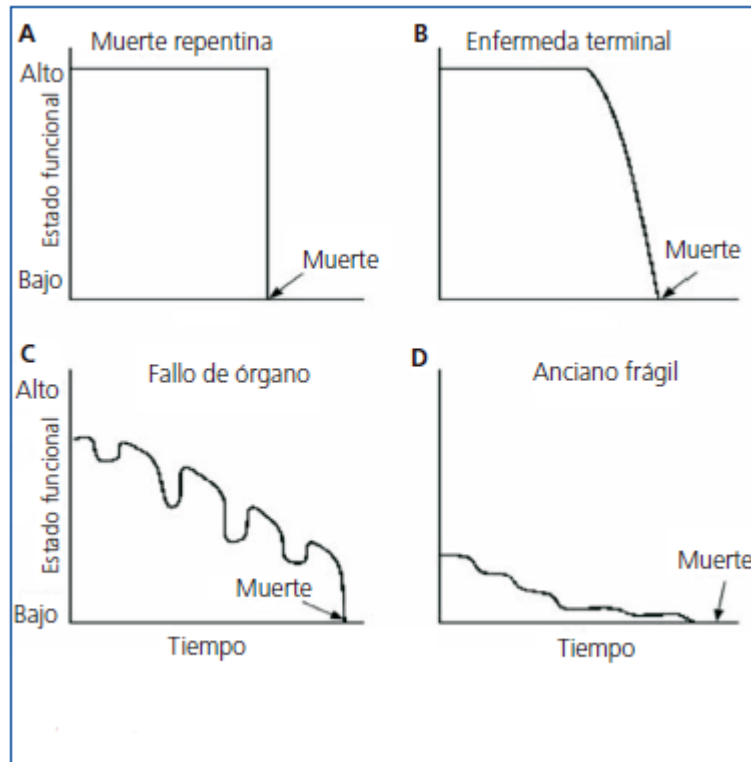 A
Muerte repentina
Alto
Estado funcional
Bajo
Muerte
B
Enfermeda terminal
Muerte
C
Fallo de órgano
Alto
Estado funcional
Bajo
Muerte
Tiempo
D
Anciano frágil
Muerte
Tiempo